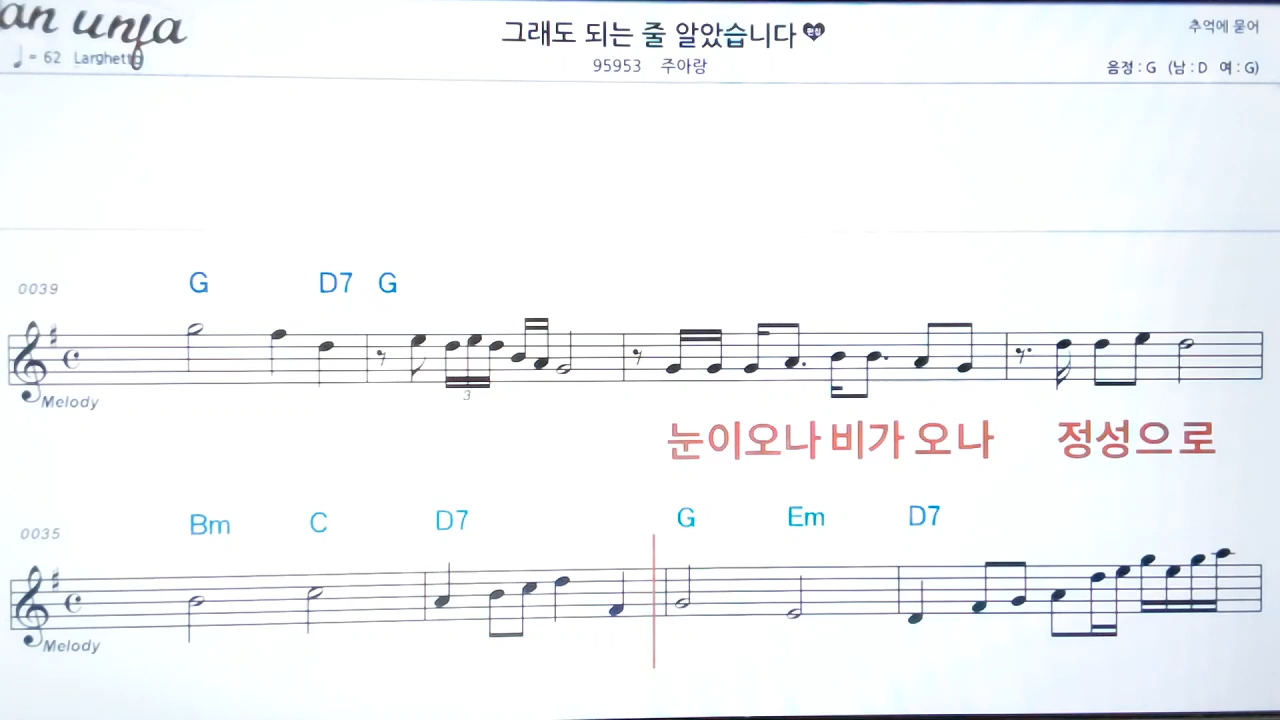 an unfa
그래도 되는 줄 알았습니다
추억에 묻어
♩= 62 Larghetto
95953 주아랑
음정 : G (남 : D 여 : G)
G D7 G
0039
3
Melody
눈이오나 비가 오나 정성으로
Bm C D7 G Em D7
0035
Melody